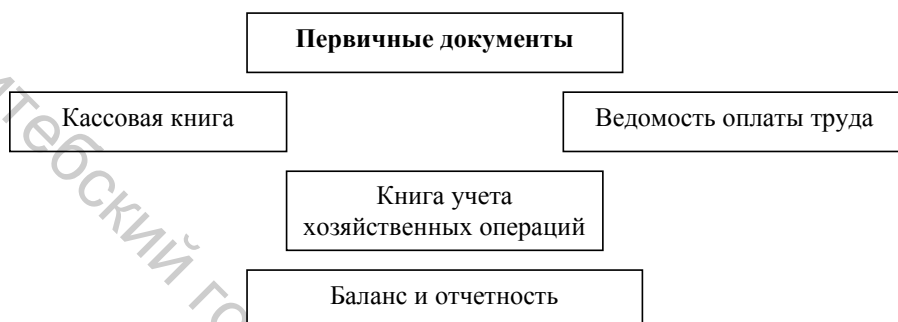 Первичные документы
Кассовая книга
Ведомость оплаты труда
Книга учета
хозяйственных операций
Баланс и отчетность